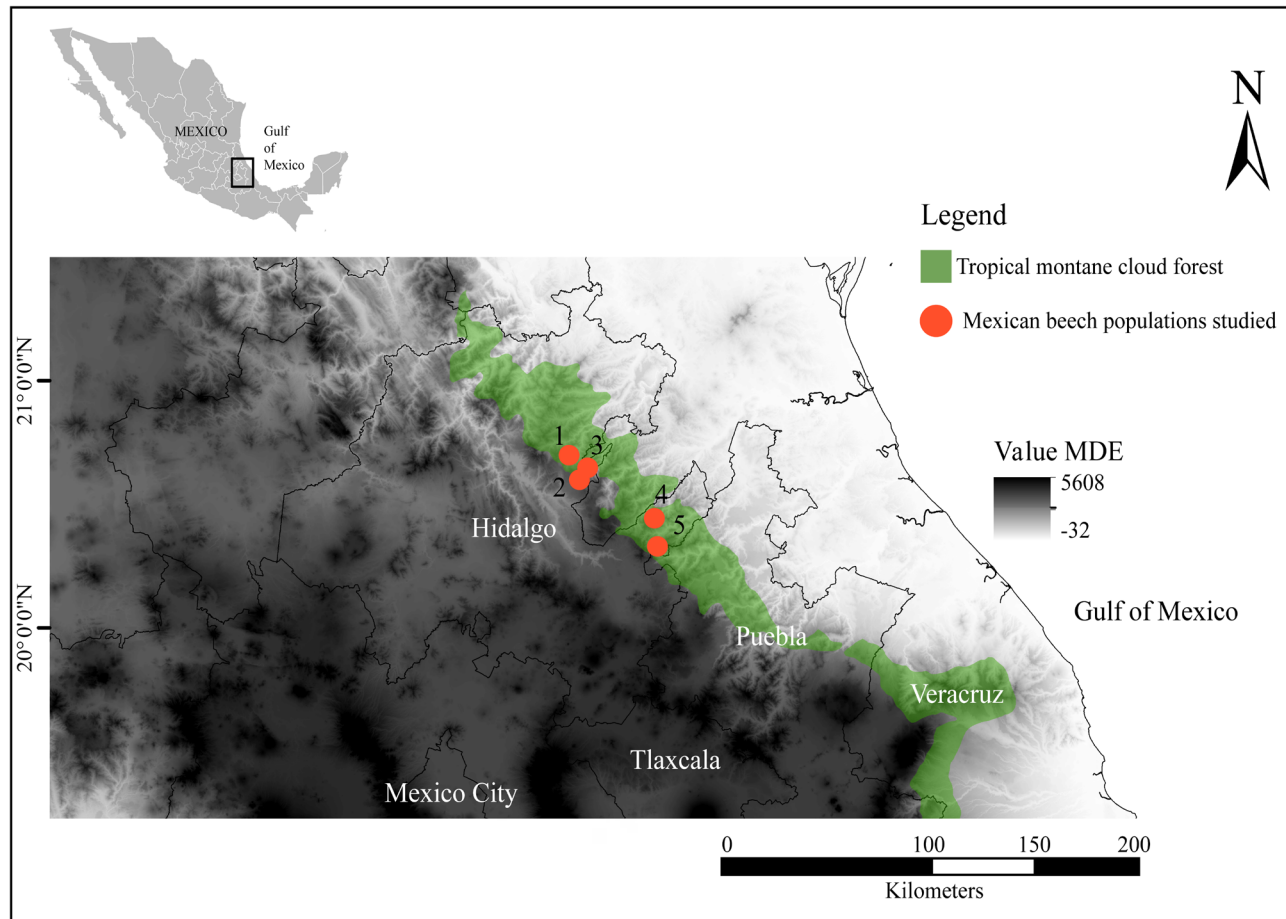 MEXICO
Gulf
of
Mexico
N
Legend
Tropical montane cloud forest
Mexican beech populations studied
21°0'0"N
20°0'0"N
1
3
2
4
5
Hidalgo
Puebla
Veracruz
Tlaxcala
Mexico City
Value MDE
5608
-32
Gulf of Mexico
0 100 150 200
Kilometers